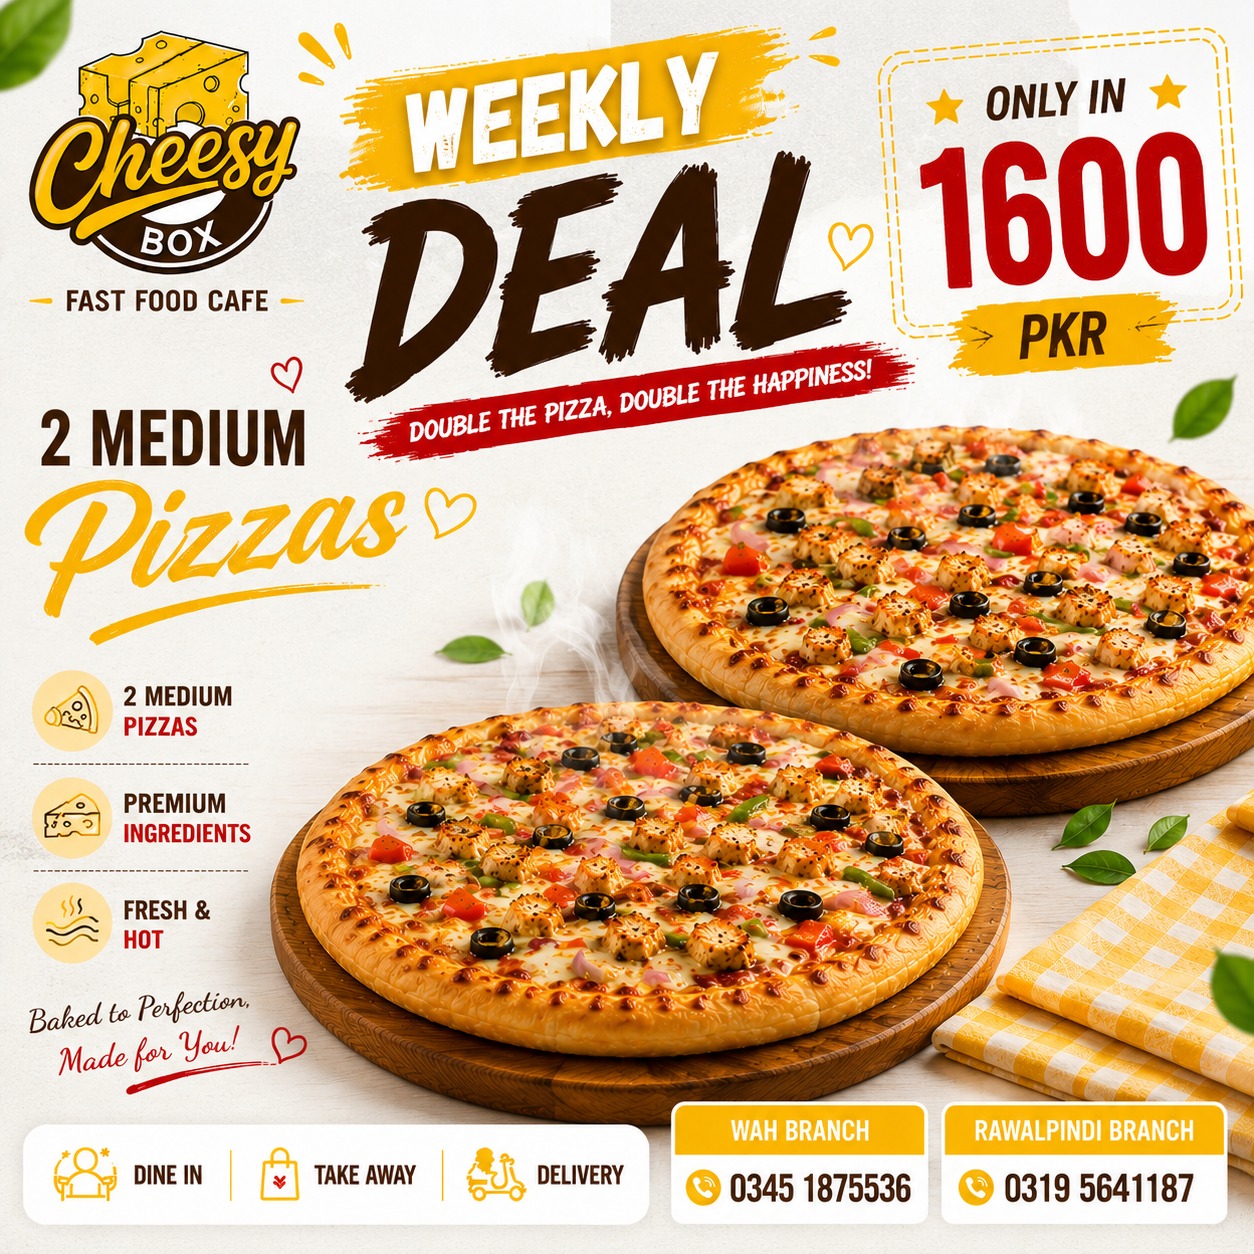 Cheesy
BOX
FAST FOOD CAFE
WEEKLY
DEAL
DOUBLE THE PIZZA, DOUBLE THE HAPPINESS!
ONLY IN
1600
PKR
2 MEDIUM
Pizzas
2 MEDIUM
PIZZAS
PREMIUM
INGREDIENTS
FRESH &
HOT
Baked to Perfection,
Made for You!
DINE IN
TAKE AWAY
DELIVERY
WAH BRANCH
0345 1875536
RAWALPINDI BRANCH
0319 5641187